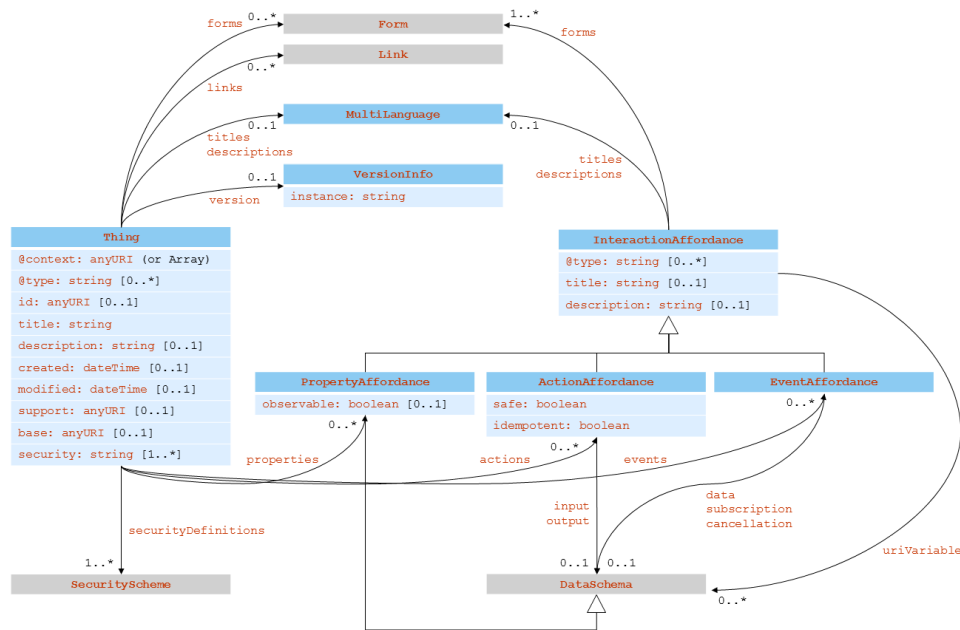 0..*
Form
1..*
forms
forms
Link
0..*
links
MultiLanguage
0..1
0..1
titles
descriptions
titles
descriptions
VersionInfo
0..1
instance: string
version
Thing
@context: anyURI (or Array)
@type: string [0..*]
id: anyURI [0..1]
title: string
description: string [0..1]
created: dateTime [0..1]
modified: dateTime [0..1]
support: anyURI [0..1]
base: anyURI [0..1]
security: string [1..*]
InteractionAffordance
@type: string [0..*]
title: string [0..1]
description: string [0..1]
PropertyAffordance
observable: boolean [0..1]
0..*
ActionAffordance
safe: boolean
idempotent: boolean
0..*
EventAffordance
0..*
properties
actions
events
securityDefinitions
input
output
data
subscription
cancellation
uriVariable
1..*
SecurityScheme
0..1
0..1
DataSchema
0..*